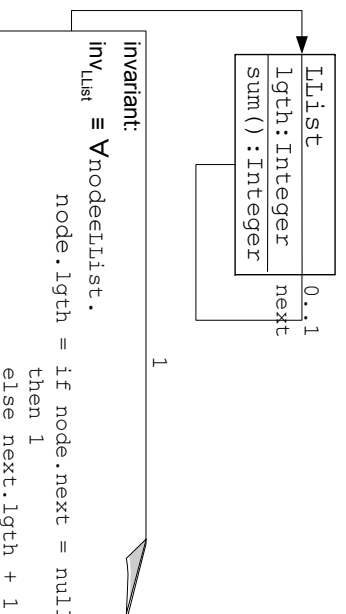 LList
lgth:Integer
sum():Integer
0..1
next
1
invariant:
inv_LList ≡ ∀node∈LList.
node.lgth = if node.next = null
then 1
else next.lgth + 1